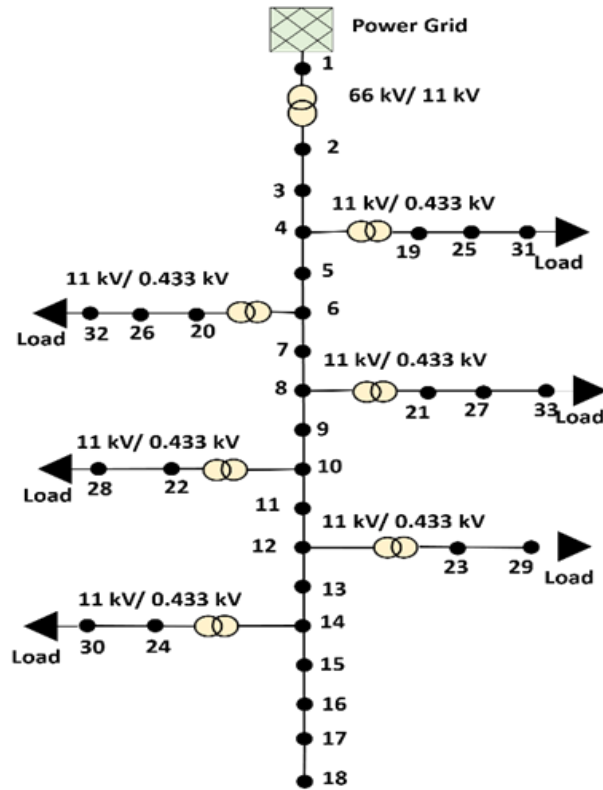 Power Grid
1
66 kV/ 11 kV
2
3
11 kV/ 0.433 kV
4
19 25 31
Load
5
11 kV/ 0.433 kV
6
32 26 20
Load
7
11 kV/ 0.433 kV
8
21 27 33
Load
9
11 kV/ 0.433 kV
10
28 22
Load
11
11 kV/ 0.433 kV
12
23 29
Load
13
11 kV/ 0.433 kV
14
30 24
Load
15
16
17
18